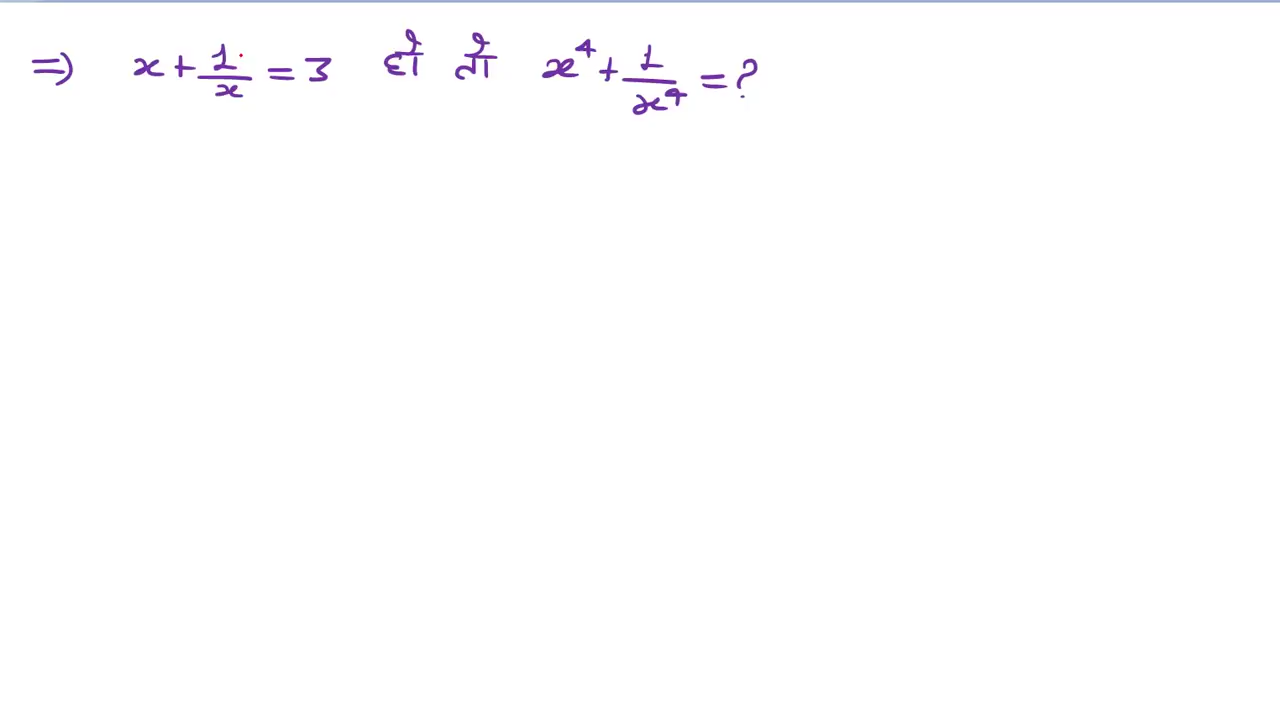 ⇒ x + 1/x = 3 हो तो x⁴ + 1/x⁴ = ?